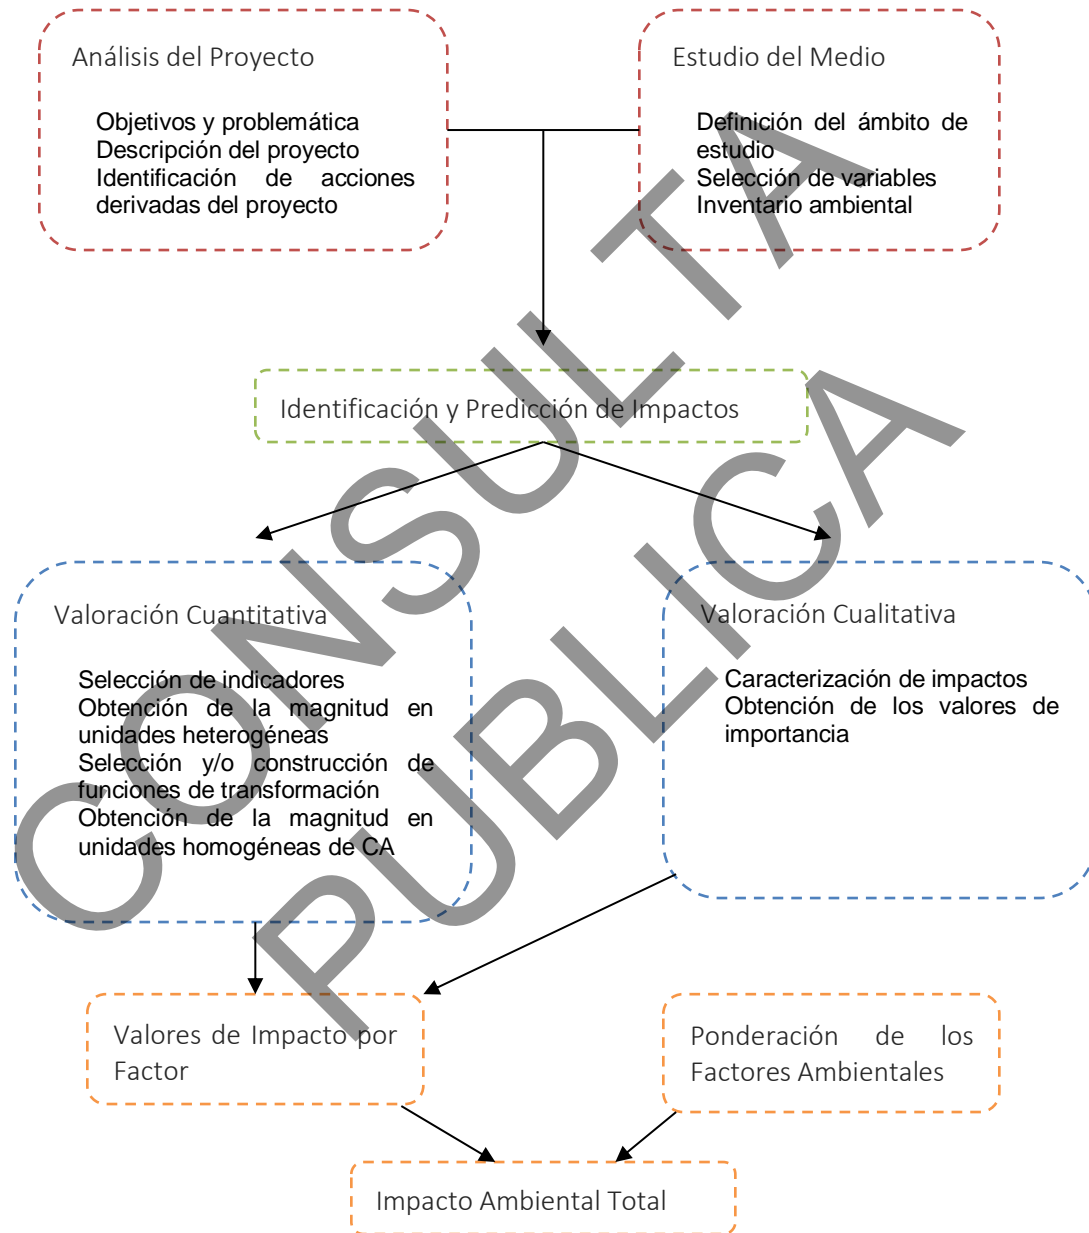 Análisis del Proyecto
Objetivos y problemática
Descripción del proyecto
Identificación de acciones
derivadas del proyecto
Estudio del Medio
Definición del ámbito de
estudio
Selección de variables
Inventario ambiental
Identificación y Predicción de Impactos
Valoración Cuantitativa
Selección de indicadores
Obtención de la magnitud en
unidades heterogéneas
Selección y/o construcción de
funciones de transformación
Obtención de la magnitud en
unidades homogéneas de CA
Valoración Cualitativa
Caracterización de impactos
Obtención de los valores de
importancia
Valores de Impacto por
Factor
Ponderación de los
Factores Ambientales
Impacto Ambiental Total
CONSULTA
PUBLICA